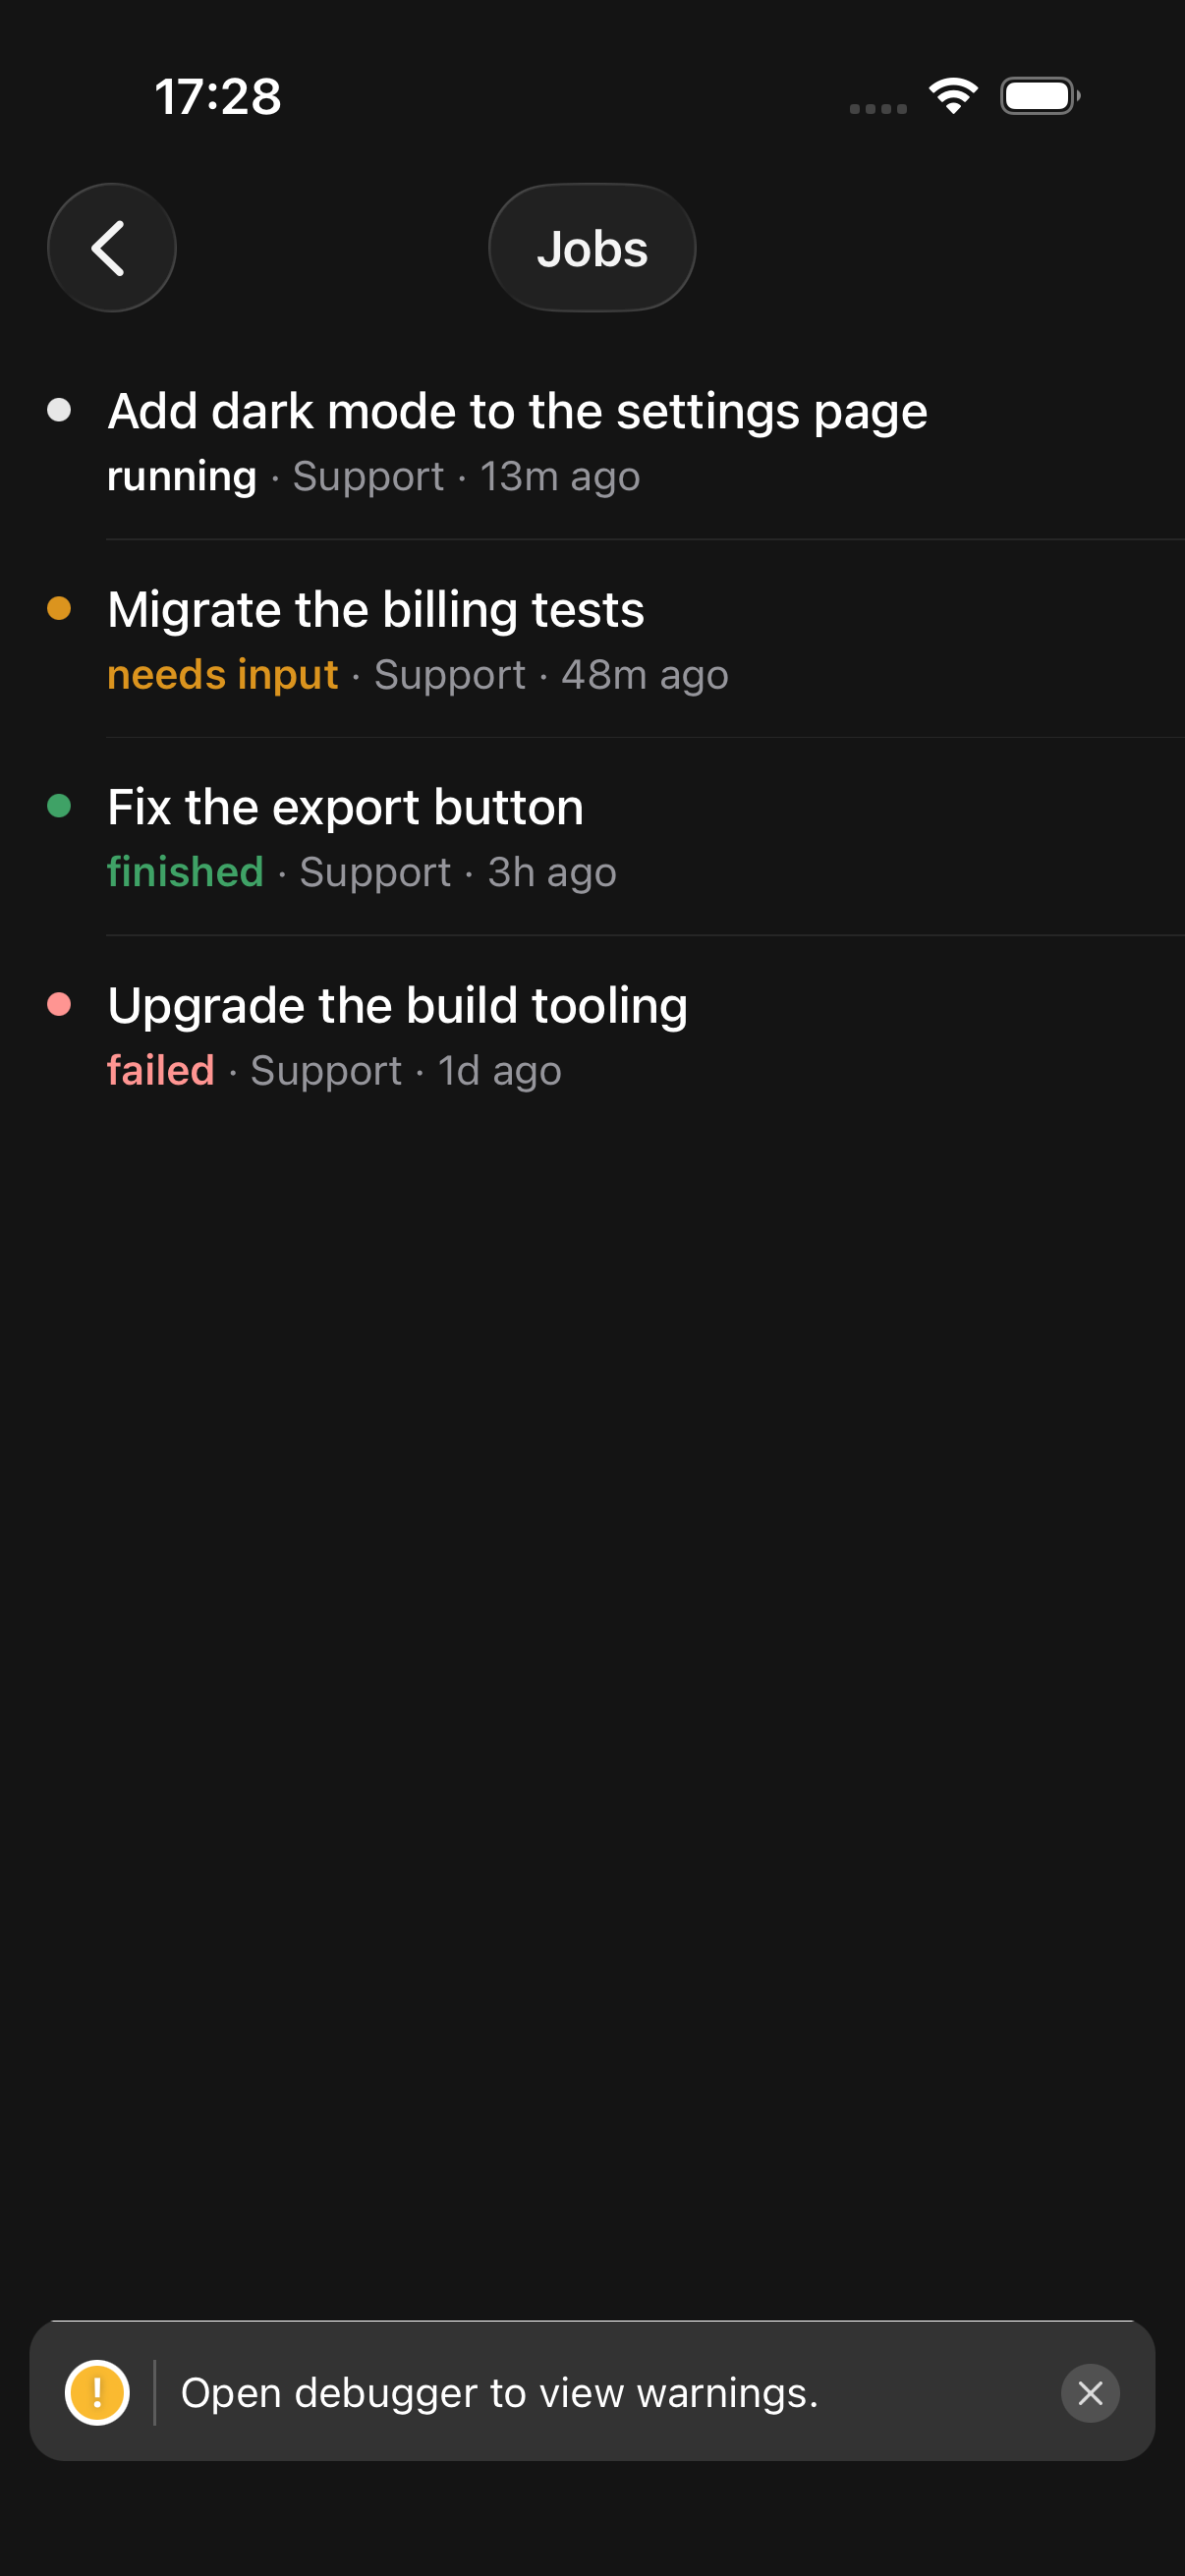 17:28
Jobs
Add dark mode to the settings page
running · Support · 13m ago
Migrate the billing tests
needs input · Support · 48m ago
Fix the export button
finished · Support · 3h ago
Upgrade the build tooling
failed · Support · 1d ago
! Open debugger to view warnings.